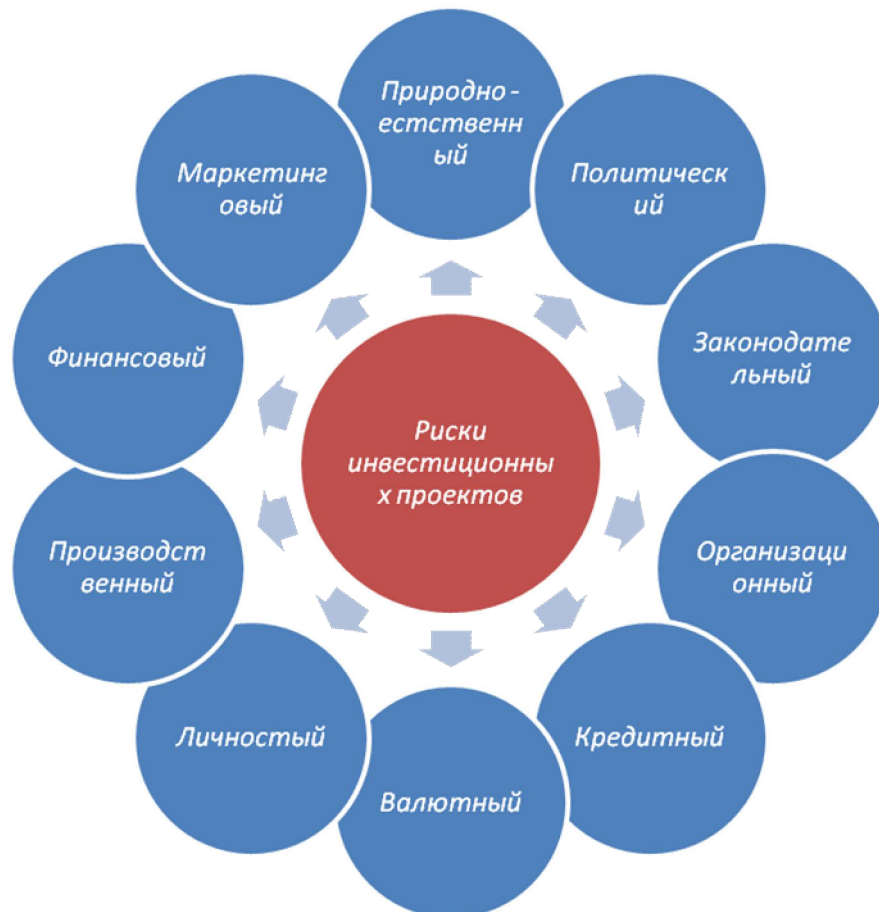 Природно -
естственн
ый
Политическ
ий
Законодате
льный
Организаци
онный
Кредитный
Валютный
Личностый
Производст
венный
Финансовый
Маркетинг
овый
Риски
инвестиционны
х проектов